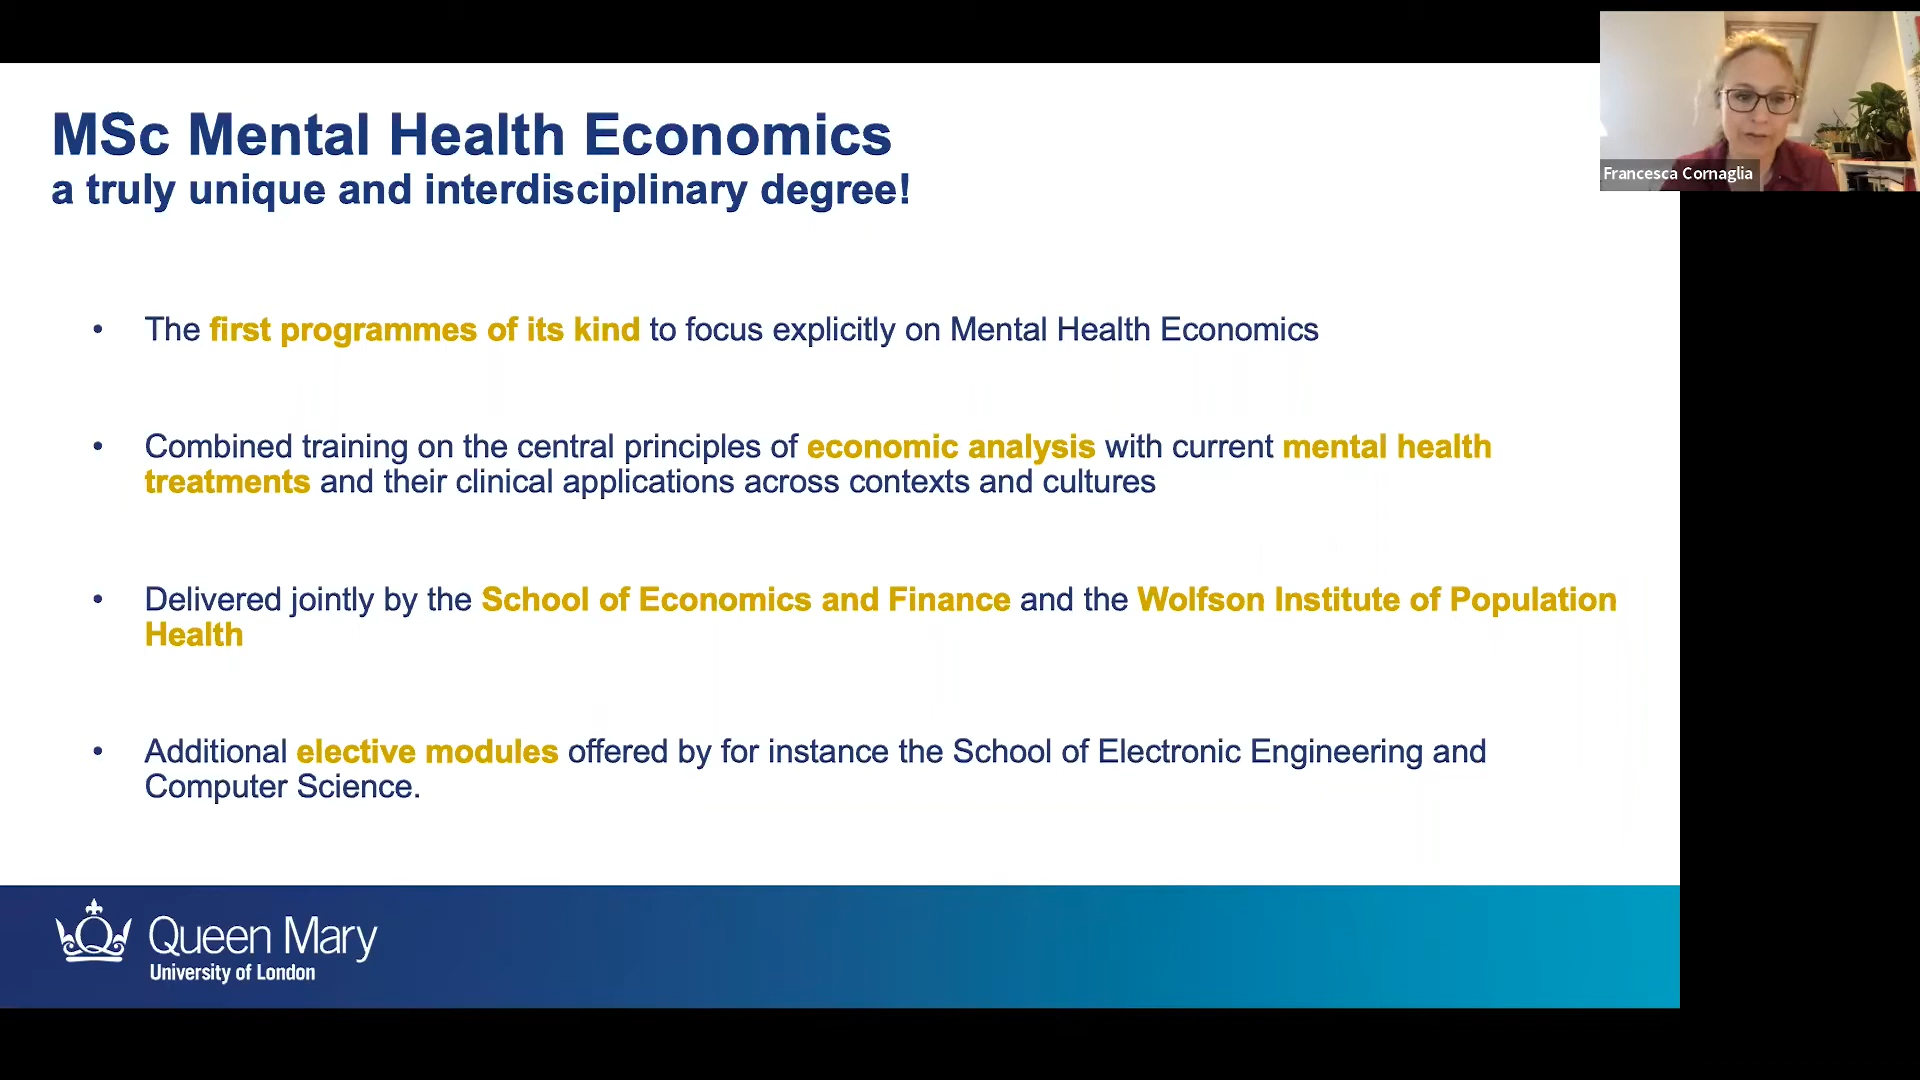 MSc Mental Health Economics
a truly unique and interdisciplinary degree!
Francesca Cornaglia
• The first programmes of its kind to focus explicitly on Mental Health Economics
• Combined training on the central principles of economic analysis with current mental health
treatments and their clinical applications across contexts and cultures
• Delivered jointly by the School of Economics and Finance and the Wolfson Institute of Population
Health
• Additional elective modules offered by for instance the School of Electronic Engineering and
Computer Science.
Queen Mary
University of London